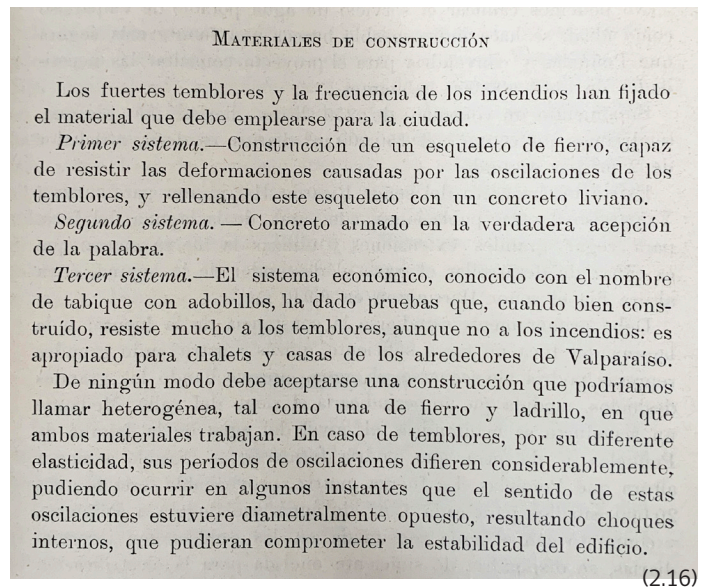 MATERIALES DE CONSTRUCCIÓN
Los fuertes temblores y la frecuencia de los incendios han fijado
el material que debe emplearse para la ciudad.
Primer sistema.—Construcción de un esqueleto de fierro, capaz
de resistir las deformaciones causadas por las oscilaciones de los
temblores, y rellenando este esqueleto con un concreto liviano.
Segundo sistema. — Concreto armado en la verdadera acepción
de la palabra.
Tercer sistema.—El sistema económico, conocido con el nombre
de tabique con adobillos, ha dado pruebas que, cuando bien cons-
truído, resiste mucho a los temblores, aunque no a los incendios: es
apropiado para chalets y casas de los alrededores de Valparaíso.
De ningún modo debe aceptarse una construcción que podríamos
llamar heterogénea, tal como una de fierro y ladrillo, en que
ambos materiales trabajan. En caso de temblores, por su diferente
elasticidad, sus períodos de oscilaciones difieren considerablemente,
pudiendo ocurrir en algunos instantes que el sentido de estas
oscilaciones estuviere diametralmente opuesto, resultando choques
internos, que pudieran comprometer la estabilidad del edificio.
(2.16)